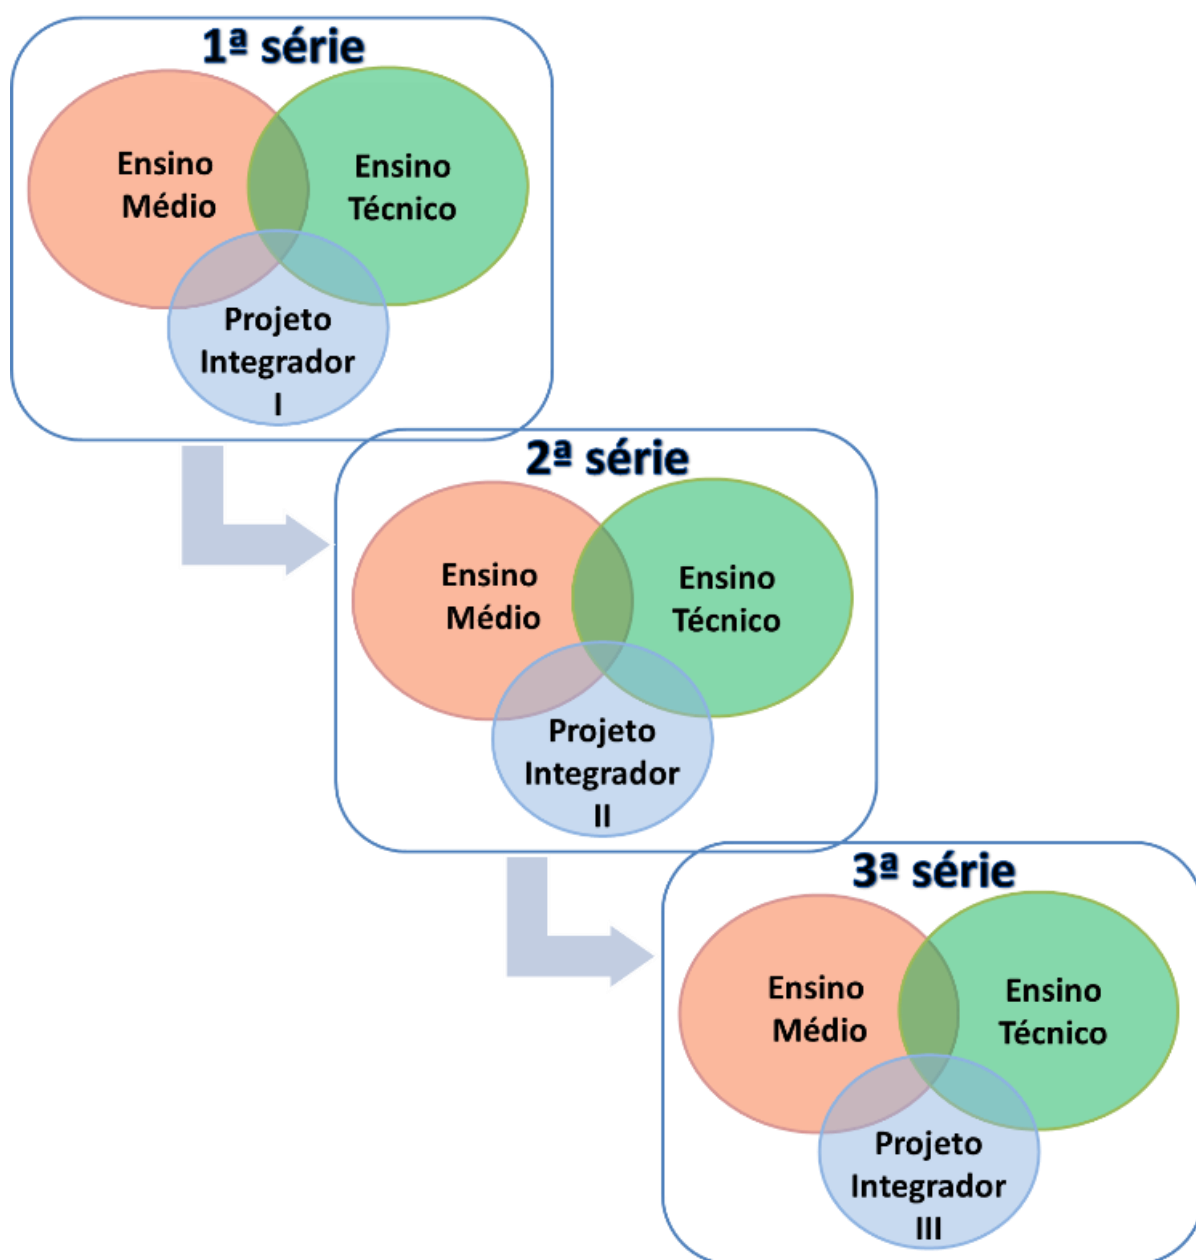 1ª série
Ensino
Médio
Ensino
Técnico
Projeto
Integrador
I
2ª série
Ensino
Médio
Ensino
Técnico
Projeto
Integrador
II
3ª série
Ensino
Médio
Ensino
Técnico
Projeto
Integrador
III